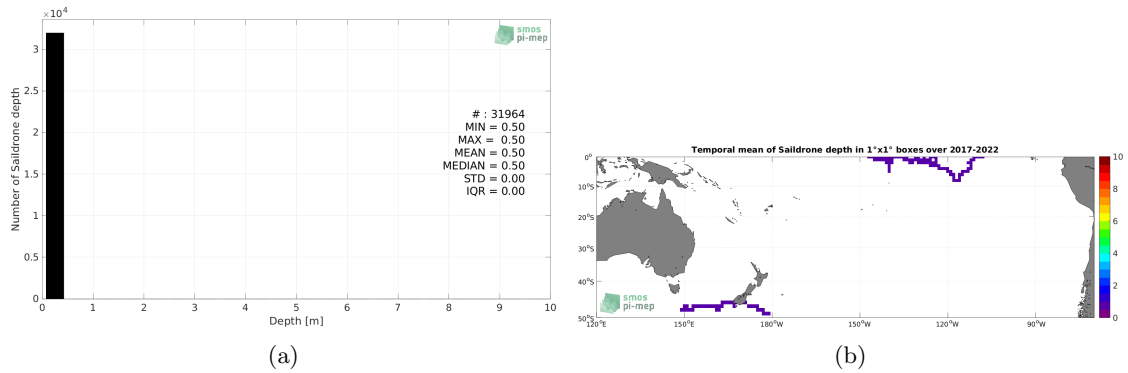 ×10⁴
3
2.5
2
1.5
1
0.5
0
Number of Saildrone depth
smos
pi-mep
# : 31964
MIN = 0.50
MAX = 0.50
MEAN = 0.50
MEDIAN = 0.50
STD = 0.00
IQR = 0.00
0 1 2 3 4 5 6 7 8 9 10
Depth [m]
(a)
Temporal mean of Saildrone depth in 1°x1° boxes over 2017-2022
0°
10°S
20°S
30°S
40°S
50°S
120°E 150°E 180°W 150°W 120°W 90°W
smos
pi-mep
10
8
6
4
2
0
(b)